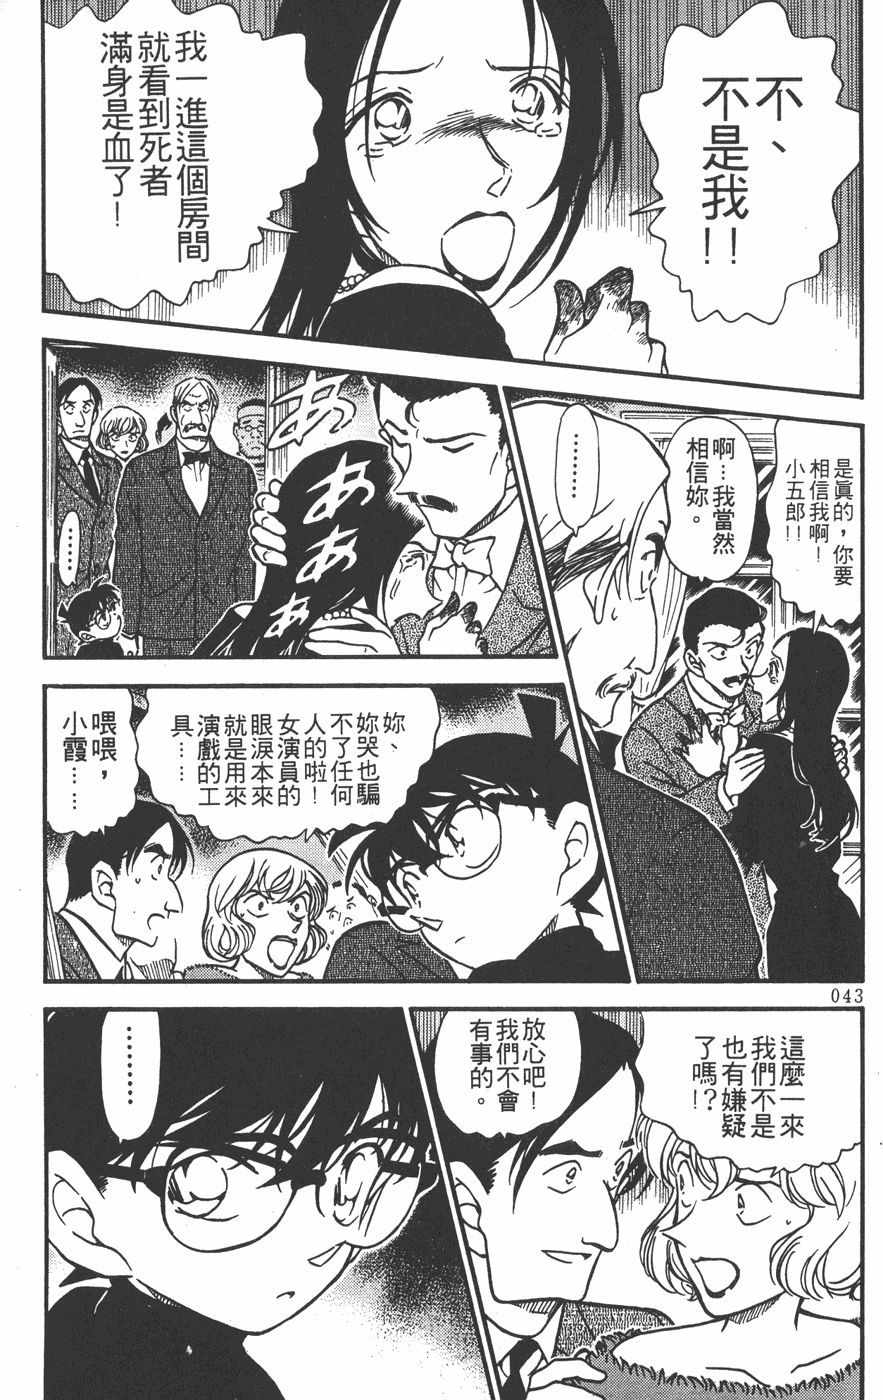 不、
不是我!!
我一進這個房間
就看到死者
滿身是血了！
是真的，你要
相信我啊！
小五郎!!
啊…我當然
相信妳。
………
あああぁ
………
妳、
妳哭也騙
不了任何
人的啦！
女演員的
眼淚本來
就是用來
演戲的工
具……
喂喂，
小霞……
043
這麼一來
我們不是
也有嫌疑
了嗎!?
放心吧！
我們不會
有事的。
………